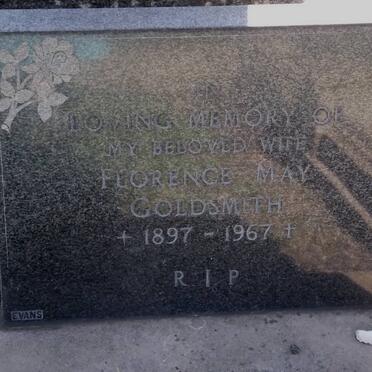 IN
LOVING MEMORY OF
MY BELOVED WIFE
FLORENCE MAY
GOLDSMITH
+ 1897 - 1967 +
R I P
EVANS